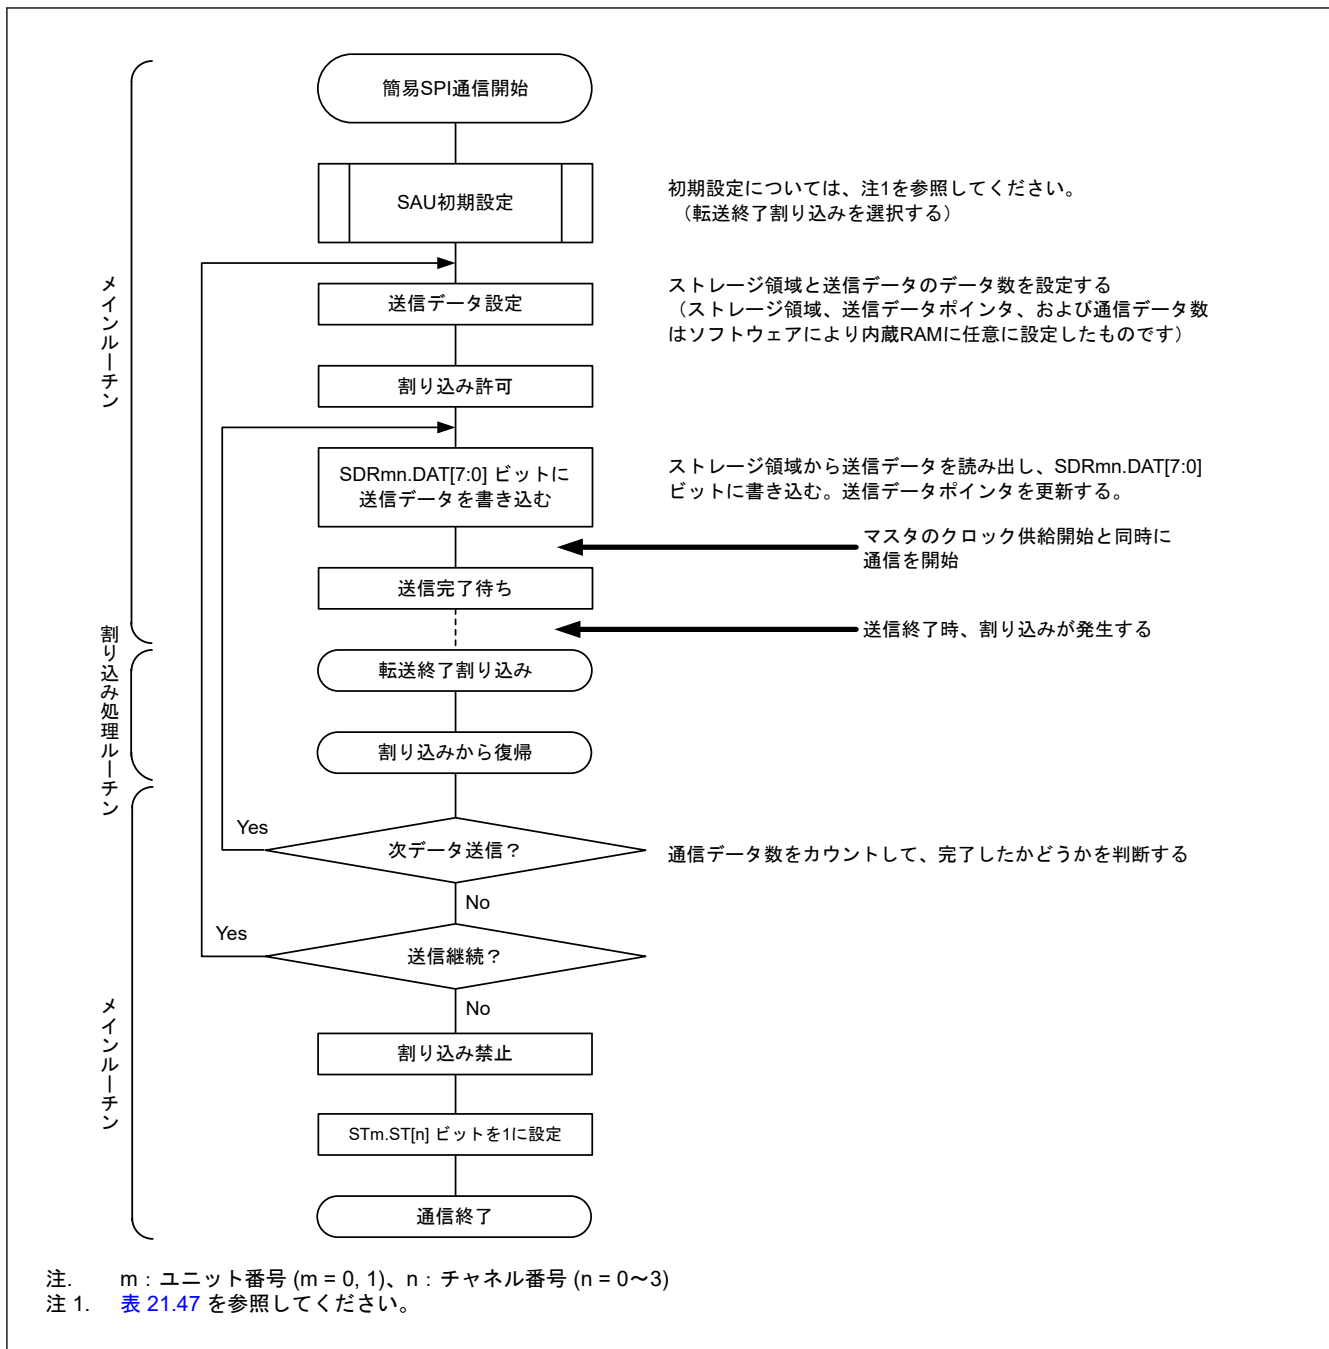 簡易SPI通信開始
SAU初期設定
初期設定については、注1を参照してください。
（転送終了割り込みを選択する）
送信データ設定
ストレージ領域と送信データのデータ数を設定する
（ストレージ領域、送信データポインタ、および通信データ数
はソフトウェアにより内蔵RAMに任意に設定したものです）
メインルーチン
割り込み許可
SDRmn.DAT[7:0] ビットに
送信データを書き込む
ストレージ領域から送信データを読み出し、SDRmn.DAT[7:0]
ビットに書き込む。送信データポインタを更新する。
マスタのクロック供給開始と同時に
通信を開始
送信完了待ち
送信終了時、割り込みが発生する
割り込み処理ルーチン
転送終了割り込み
割り込みから復帰
Yes
次データ送信？
通信データ数をカウントして、完了したかどうかを判断する
No
Yes
送信継続？
No
メインルーチン
割り込み禁止
STm.ST[n] ビットを1に設定
通信終了
注. m：ユニット番号 (m = 0, 1)、n：チャネル番号 (n = 0～3)
注 1. 表 21.47 を参照してください。